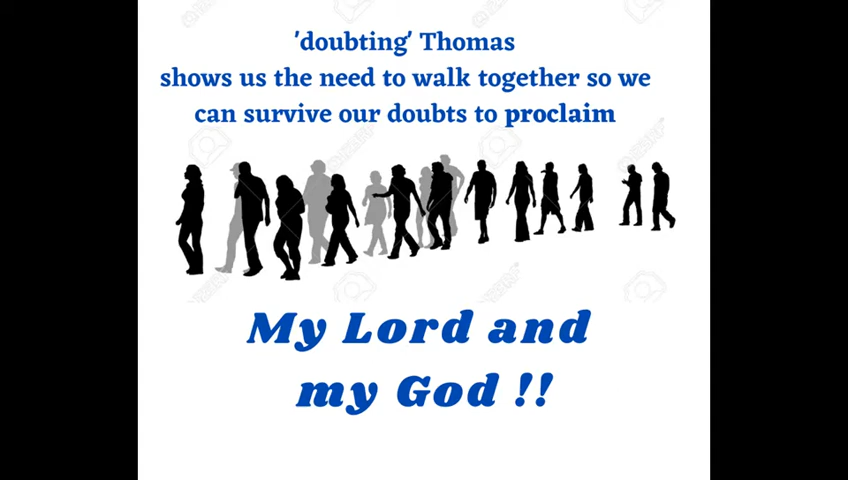 'doubting' Thomas
shows us the need to walk together so we
can survive our doubts to proclaim
My Lord and
my God !!